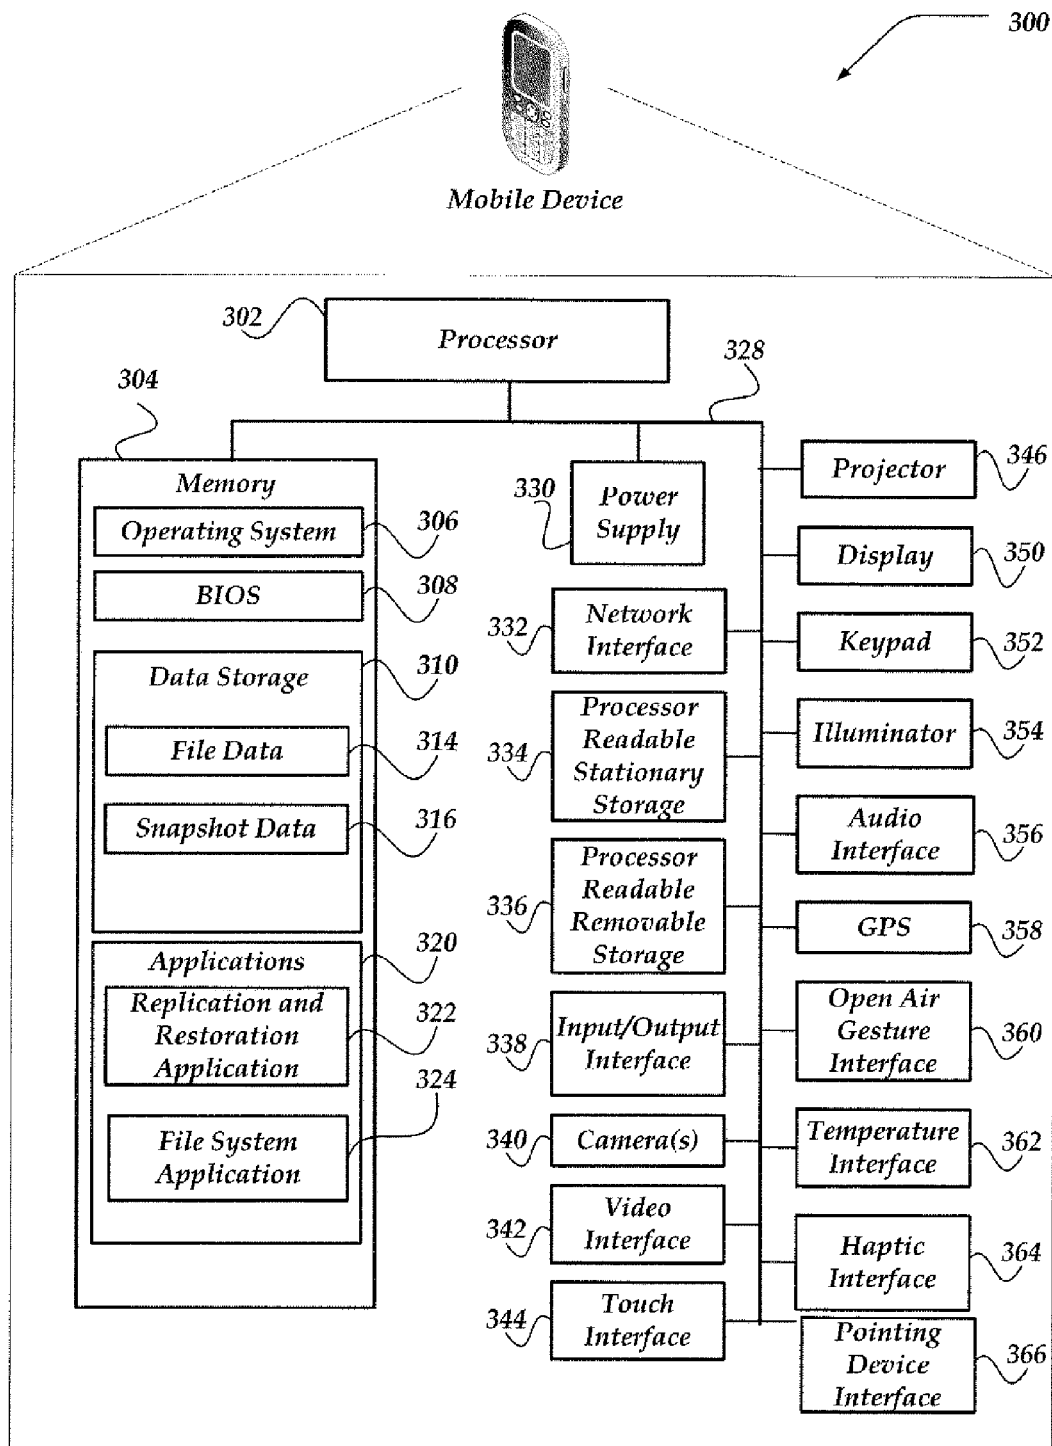 300
Mobile Device
302
Processor
328
304
Memory
Operating System
306
BIOS
308
Data Storage
310
File Data
314
Snapshot Data
316
Applications
320
Replication and
Restoration
Application
322
324
File System
Application
330
Power
Supply
332
Network
Interface
334
Processor
Readable
Stationary
Storage
336
Processor
Readable
Removable
Storage
338
Input/Output
Interface
340
Camera(s)
342
Video
Interface
344
Touch
Interface
Projector
346
Display
350
Keypad
352
Illuminator
354
Audio
Interface
356
GPS
358
Open Air
Gesture
Interface
360
Temperature
Interface
362
Haptic
Interface
364
Pointing
Device
Interface
366